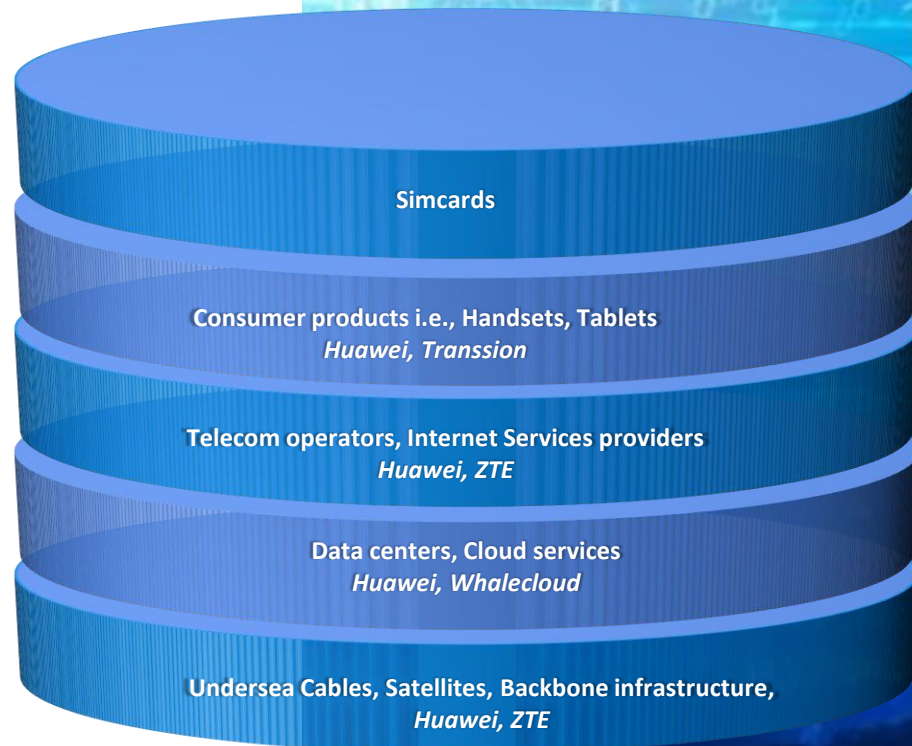 Simcards
Consumer products i.e., Handsets, Tablets
Huawei, Transsion
Telecom operators, Internet Services providers
Huawei, ZTE
Data centers, Cloud services
Huawei, Whalecloud
Undersea Cables, Satellites, Backbone infrastructure,
Huawei, ZTE